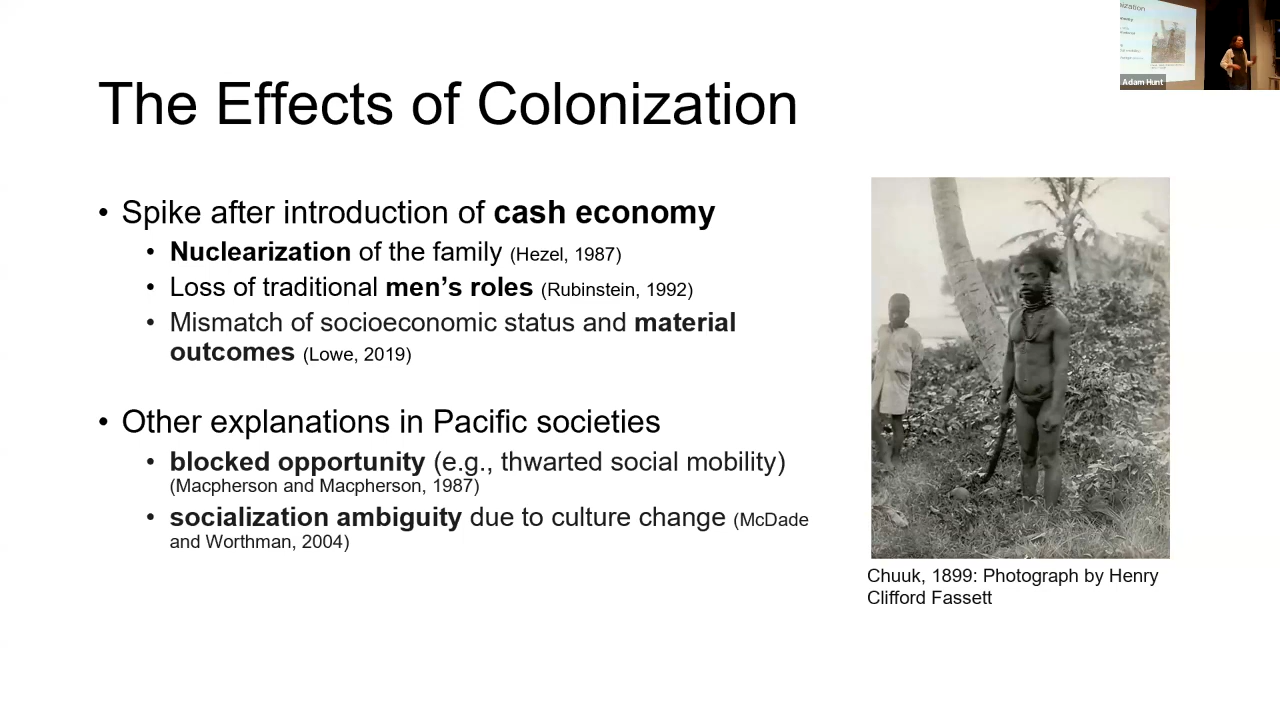 The Effects of Colonization
• Spike after introduction of cash economy
• Nuclearization of the family (Hezel, 1987)
• Loss of traditional men’s roles (Rubinstein, 1992)
• Mismatch of socioeconomic status and material
outcomes (Lowe, 2019)
• Other explanations in Pacific societies
• blocked opportunity (e.g., thwarted social mobility)
(Macpherson and Macpherson, 1987)
• socialization ambiguity due to culture change (McDade
and Worthman, 2004)
Chuuk, 1899: Photograph by Henry
Clifford Fassett
Adam Hunt